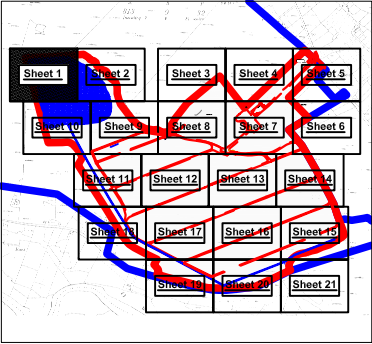 Sheet 1
Sheet 2
Sheet 3
Sheet 4
Sheet 5
Sheet 10
Sheet 9
Sheet 8
Sheet 7
Sheet 6
Sheet 11
Sheet 12
Sheet 13
Sheet 14
Sheet 18
Sheet 17
Sheet 16
Sheet 15
Sheet 19
Sheet 20
Sheet 21